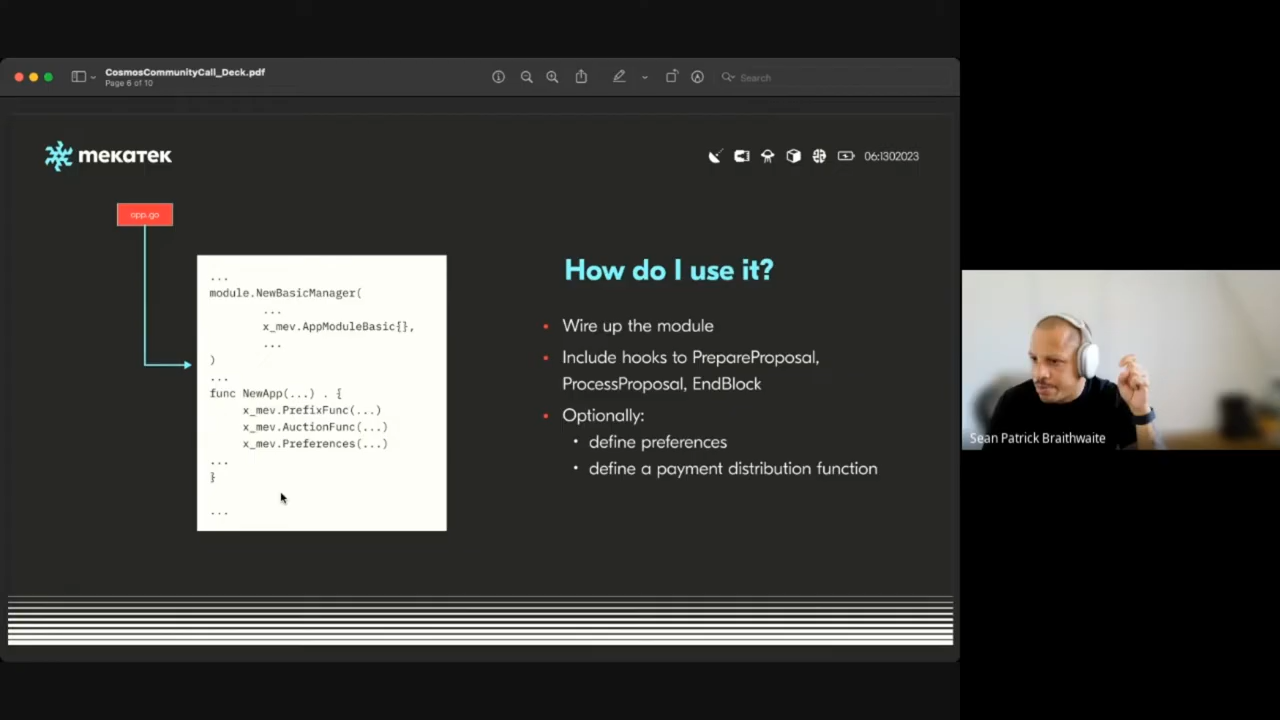 CosmosCommunityCall_Deck.pdf
Page 6 of 10
Search
mekatek
06:1302023
app.go
...
module.NewBasicManager(
...
x_mev.AppModuleBasic{},
...
)
...
func NewApp(...) . {
x_mev.PrefixFunc(...)
x_mev.AuctionFunc(...)
x_mev.Preferences(...)
...
}
...
How do I use it?
• Wire up the module
• Include hooks to PrepareProposal,
ProcessProposal, EndBlock
• Optionally:
• define preferences
• define a payment distribution function
Sean Patrick Braithwaite